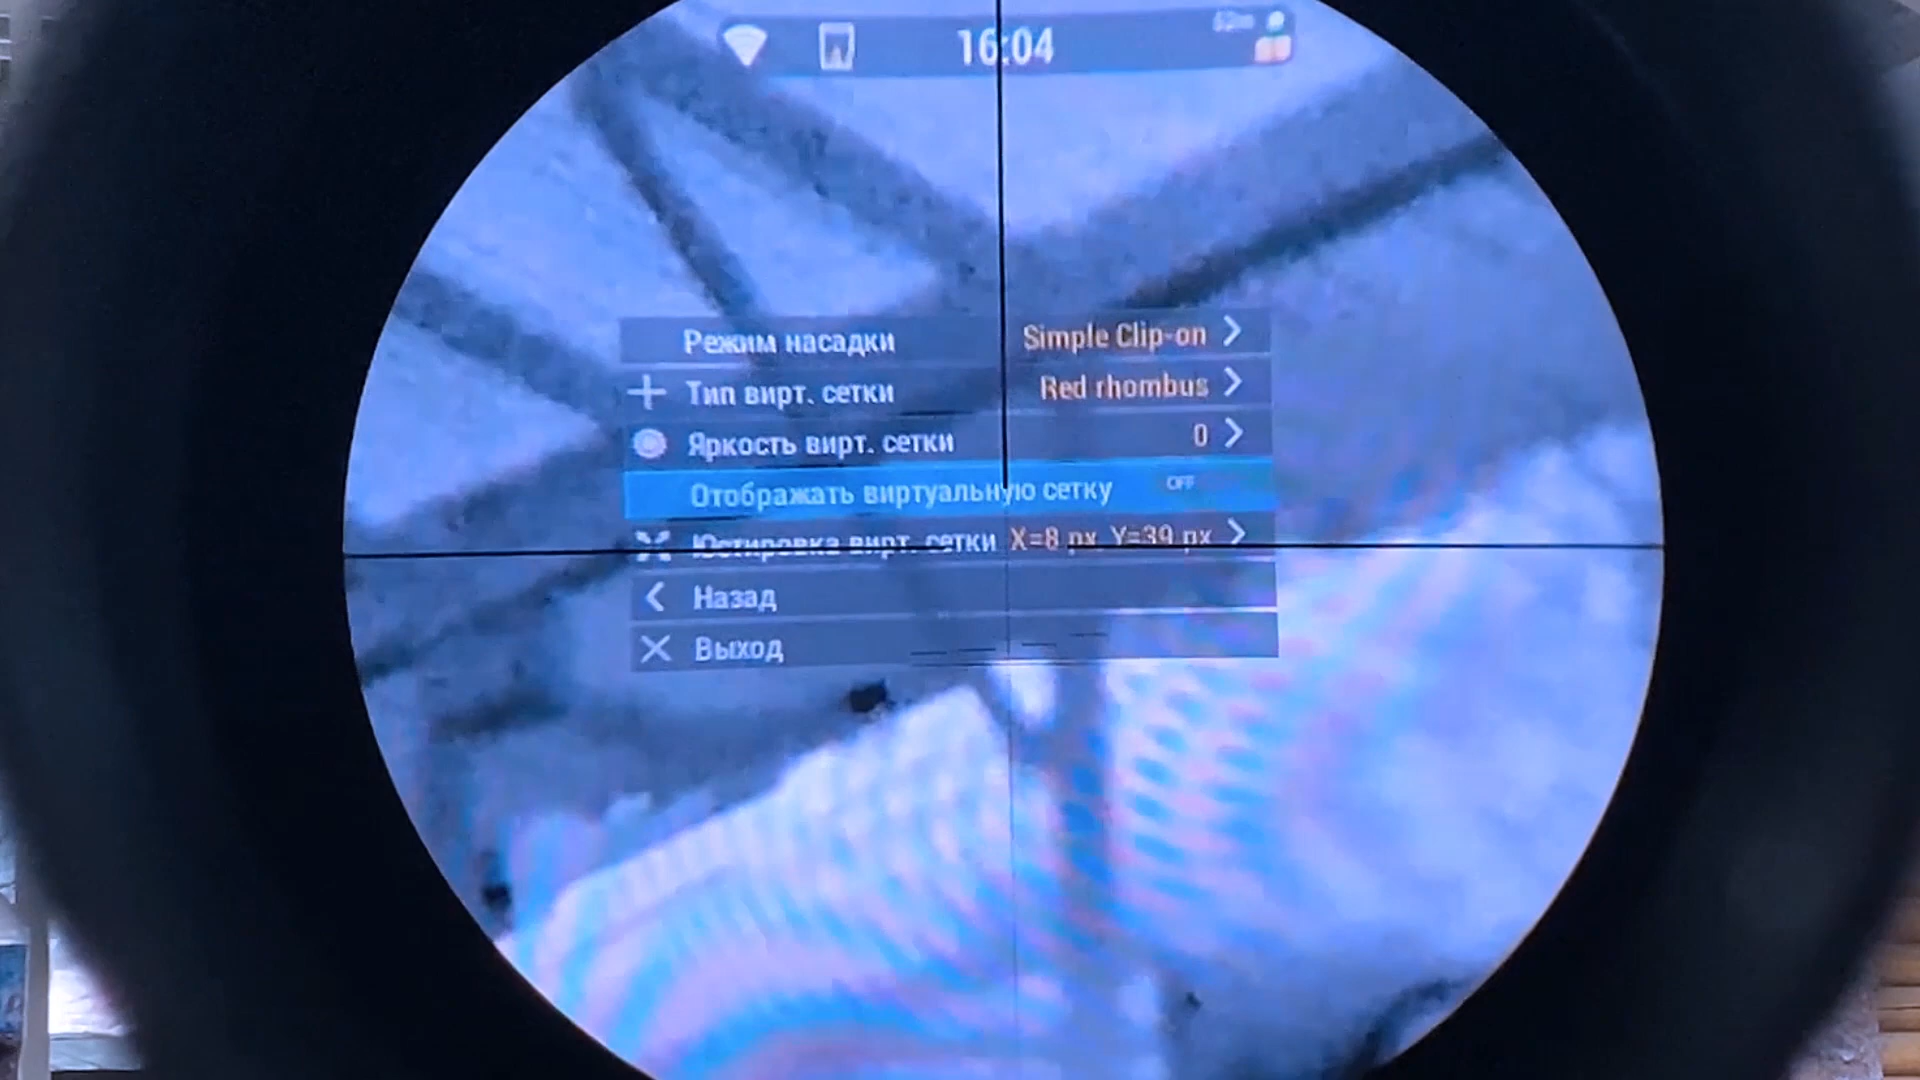 16:04
Режим насадки Simple Clip-on
Тип вирт. сетки Red rhombus
Яркость вирт. сетки 0
Отображать виртуальную сетку OFF
Юстировка вирт. сетки X=8 px Y=39 px
Назад
Выход